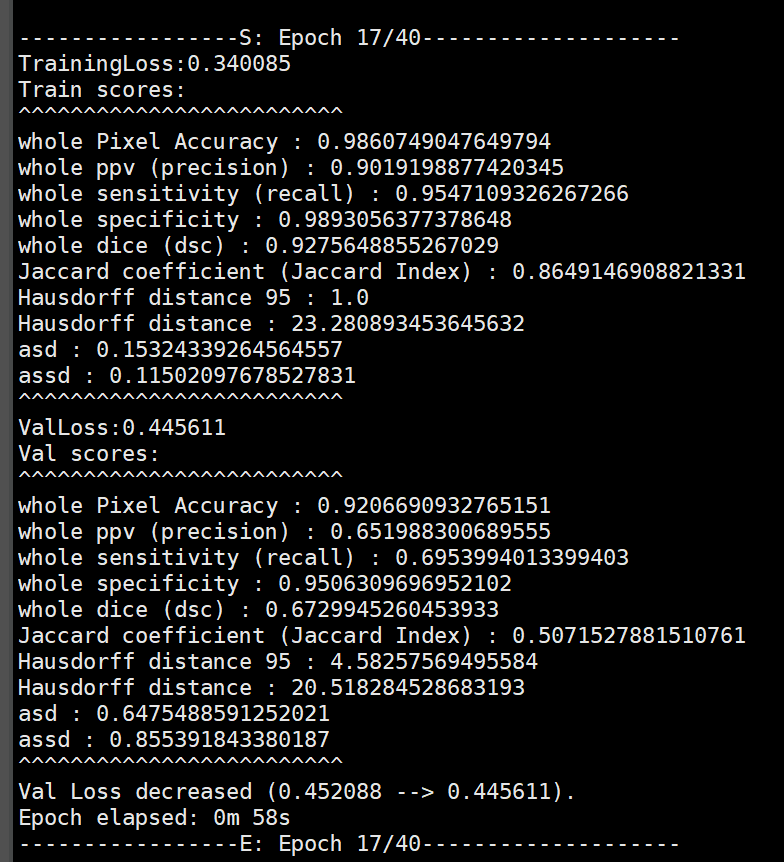 -----------------S: Epoch 17/40--------------------
TrainingLoss:0.340085
Train scores:
^^^^^^^^^^^^^^^^^^^^^^^^^
whole Pixel Accuracy : 0.9860749047649794
whole ppv (precision) : 0.9019198877420345
whole sensitivity (recall) : 0.9547109326267266
whole specificity : 0.9893056377378648
whole dice (dsc) : 0.9275648855267029
Jaccard coefficient (Jaccard Index) : 0.8649146908821331
Hausdorff distance 95 : 1.0
Hausdorff distance : 23.280893453645632
asd : 0.15324339264564557
assd : 0.11502097678527831
^^^^^^^^^^^^^^^^^^^^^^^^^
ValLoss:0.445611
Val scores:
^^^^^^^^^^^^^^^^^^^^^^^^^
whole Pixel Accuracy : 0.9206690932765151
whole ppv (precision) : 0.651988300689555
whole sensitivity (recall) : 0.6953994013399403
whole specificity : 0.9506309696952102
whole dice (dsc) : 0.6729945260453933
Jaccard coefficient (Jaccard Index) : 0.5071527881510761
Hausdorff distance 95 : 4.58257569495584
Hausdorff distance : 20.518284528683193
asd : 0.6475488591252021
assd : 0.855391843380187
^^^^^^^^^^^^^^^^^^^^^^^^^
Val Loss decreased (0.452088 --> 0.445611).
Epoch elapsed: 0m 58s
-----------------E: Epoch 17/40--------------------